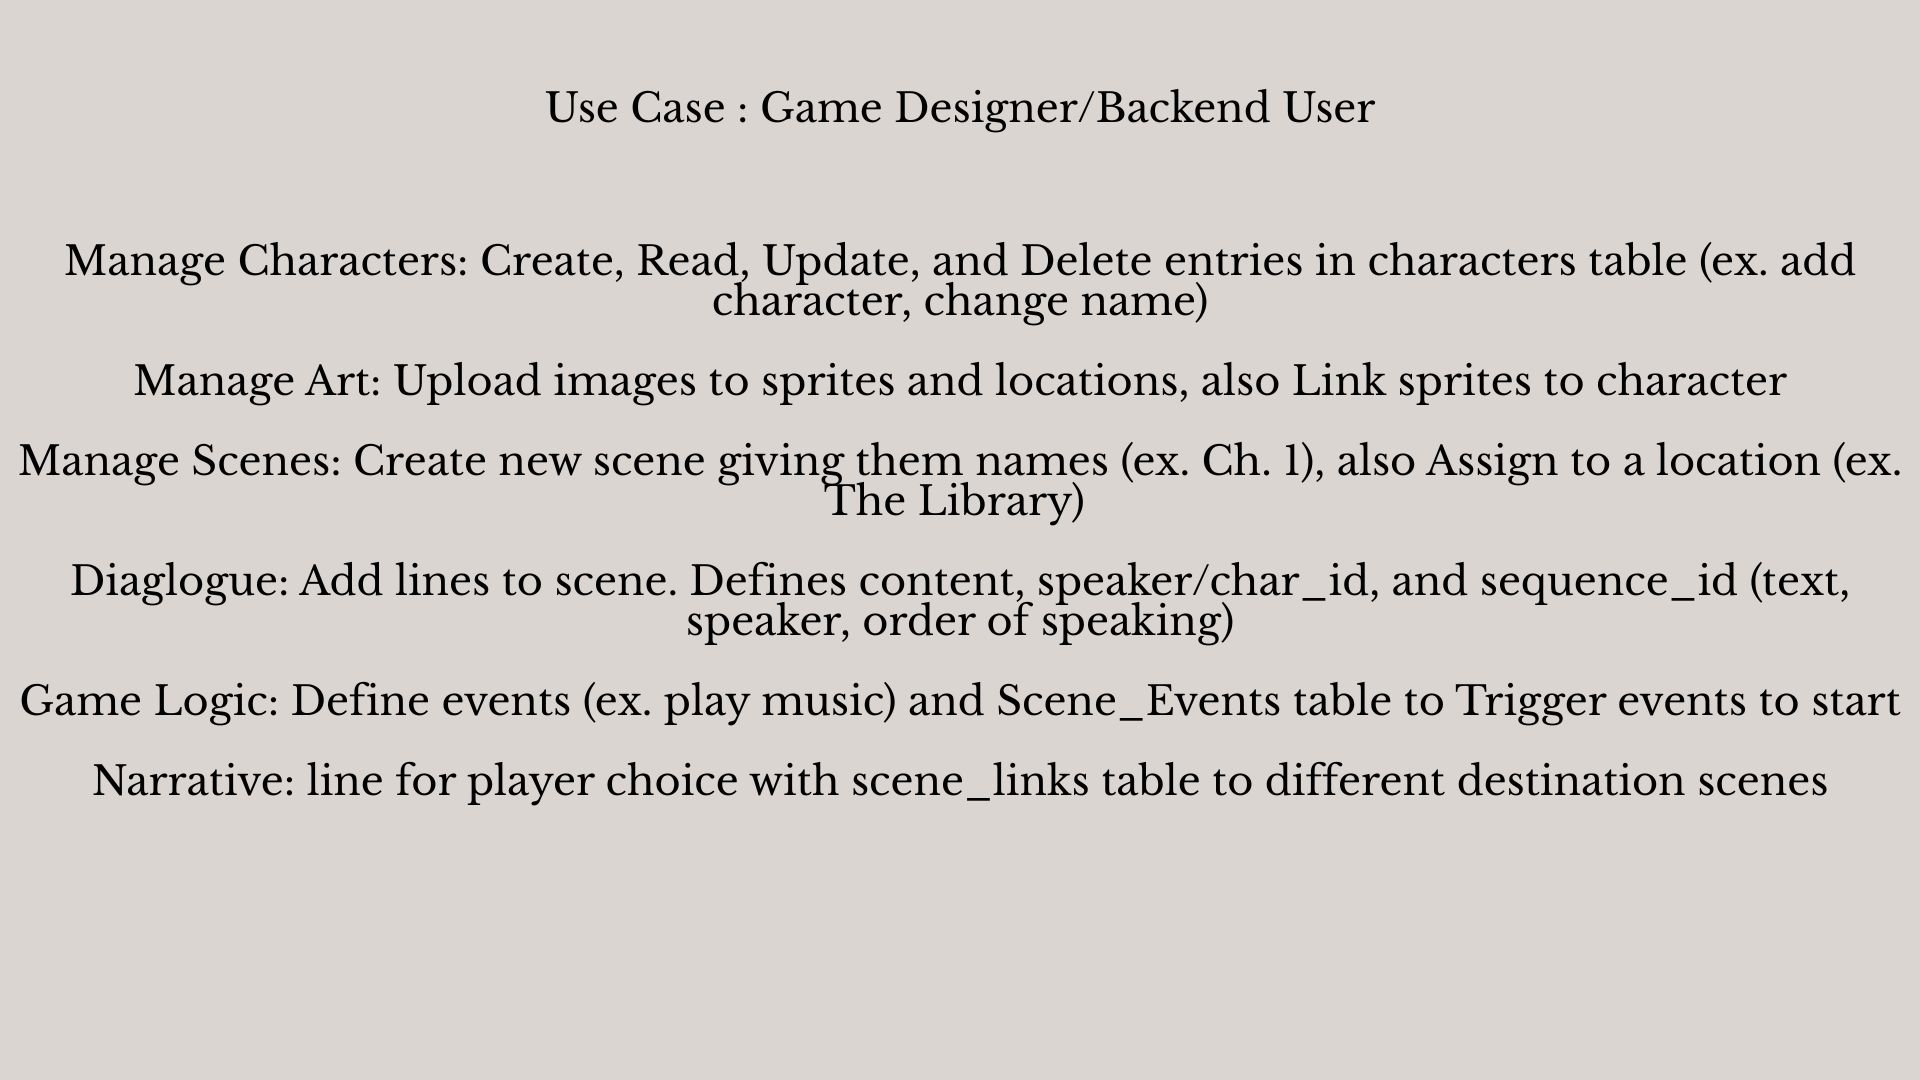 Use Case : Game Designer/Backend User
Manage Characters: Create, Read, Update, and Delete entries in characters table (ex. add
character, change name)
Manage Art: Upload images to sprites and locations, also Link sprites to character
Manage Scenes: Create new scene giving them names (ex. Ch. 1), also Assign to a location (ex.
The Library)
Diaglogue: Add lines to scene. Defines content, speaker/char_id, and sequence_id (text,
speaker, order of speaking)
Game Logic: Define events (ex. play music) and Scene_Events table to Trigger events to start
Narrative: line for player choice with scene_links table to different destination scenes